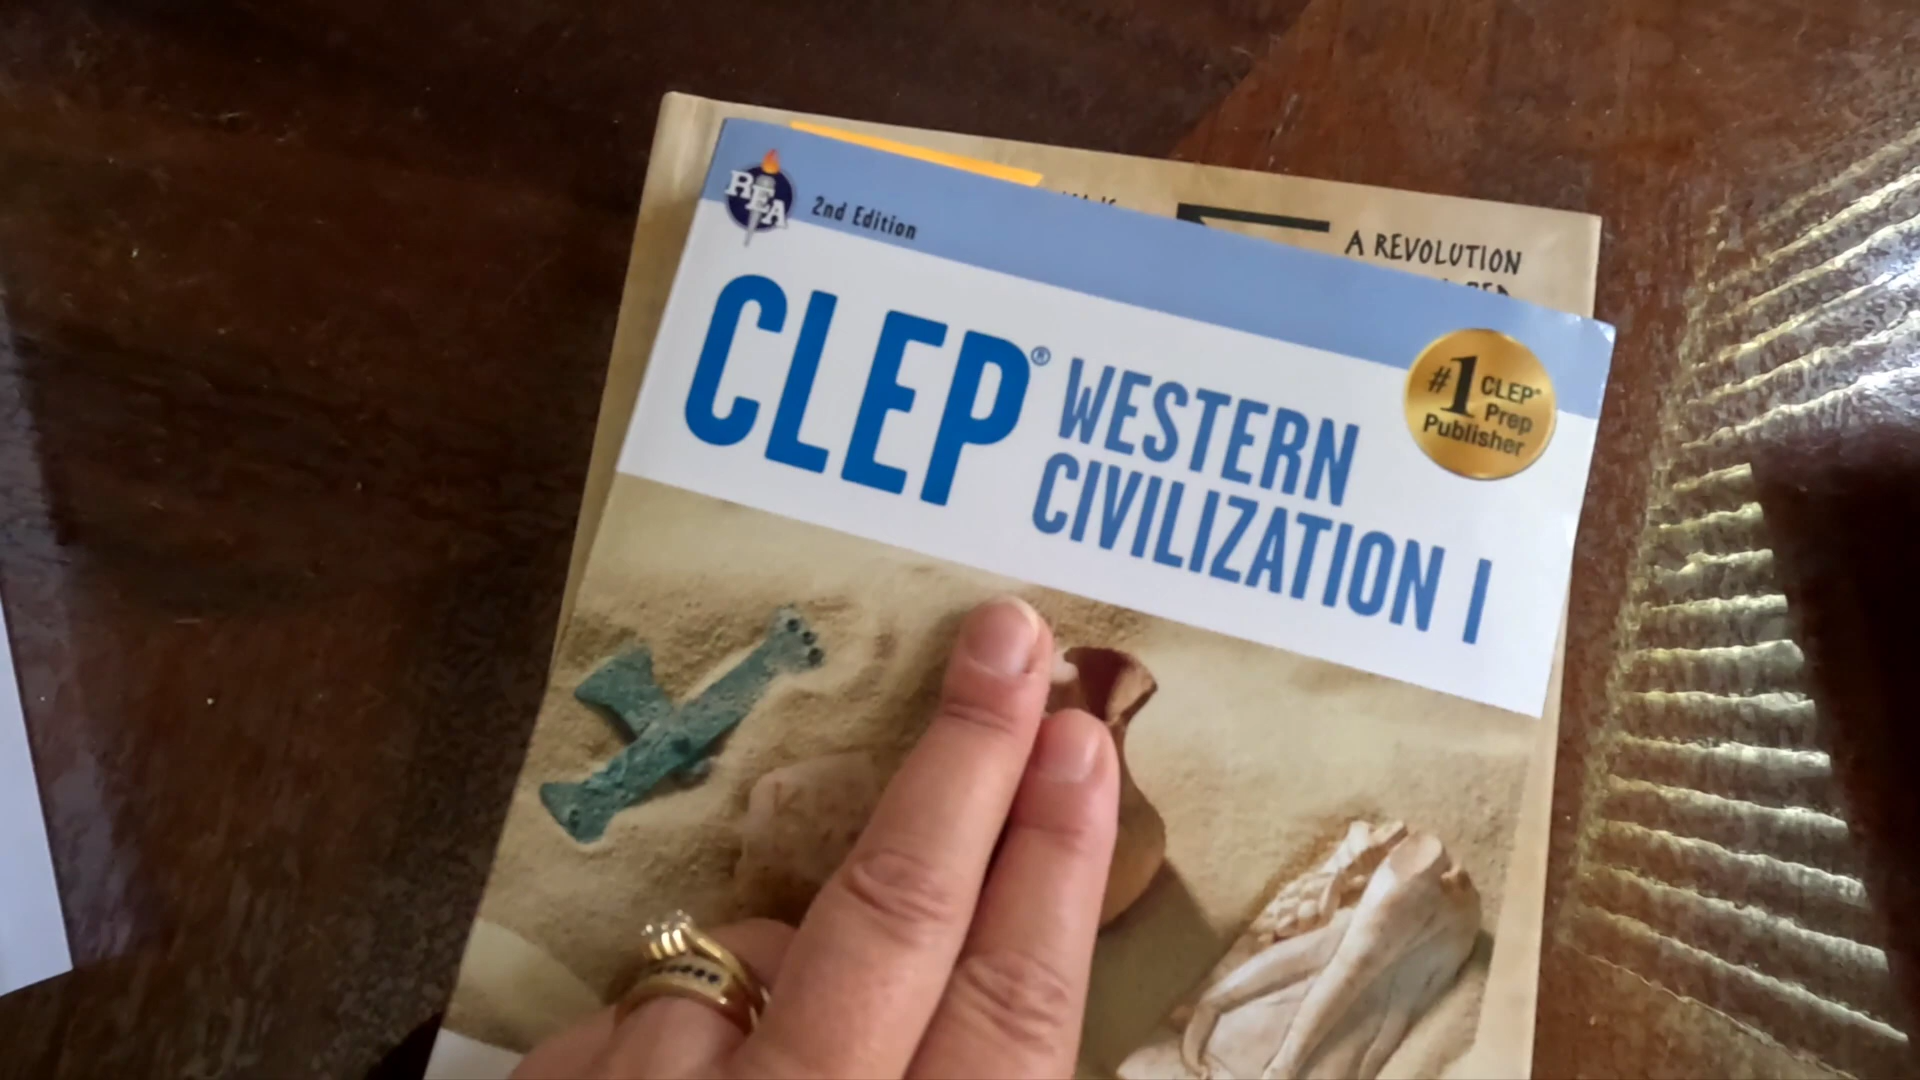 REA
2nd Edition
A REVOLUTION
CLEP®
WESTERN
CIVILIZATION I
#1 CLEP®
Prep
Publisher